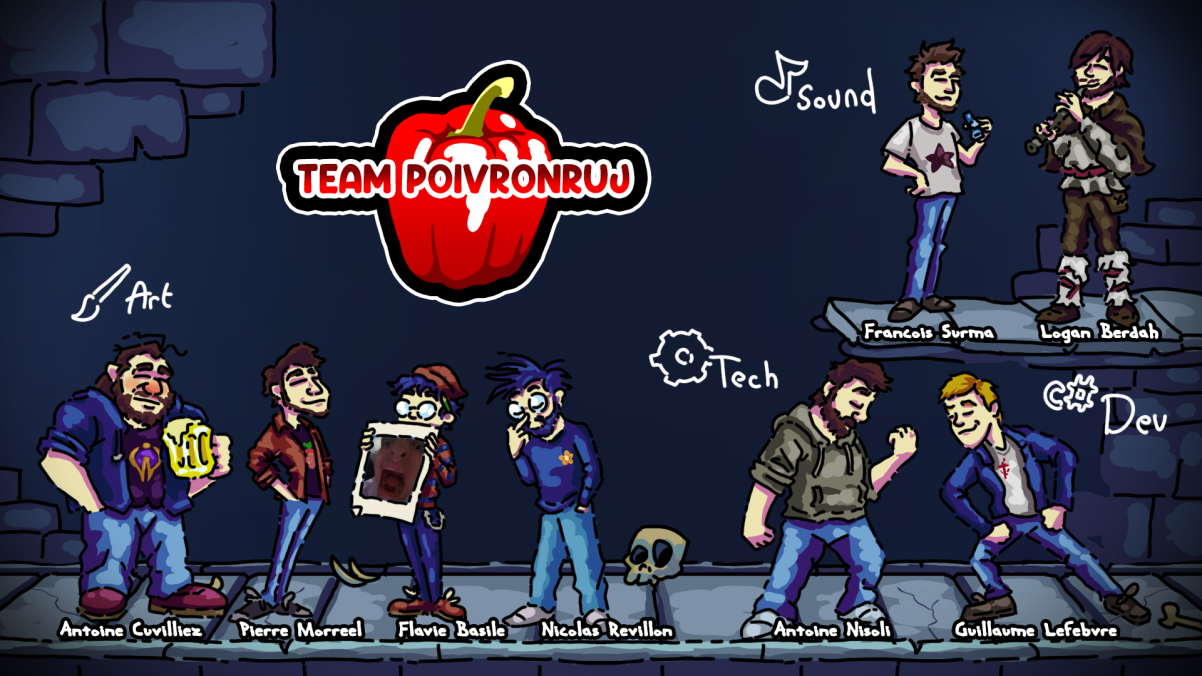 TEAM POIVRONRUJ
Sound
Francois Surma
Logan Berdah
Art
Tech
C#
Dev
Antoine Cuvilliez
Pierre Morreel
Flavie Basile
Nicolas Revillon
Antoine Nisoli
Guillaume Lefebvre